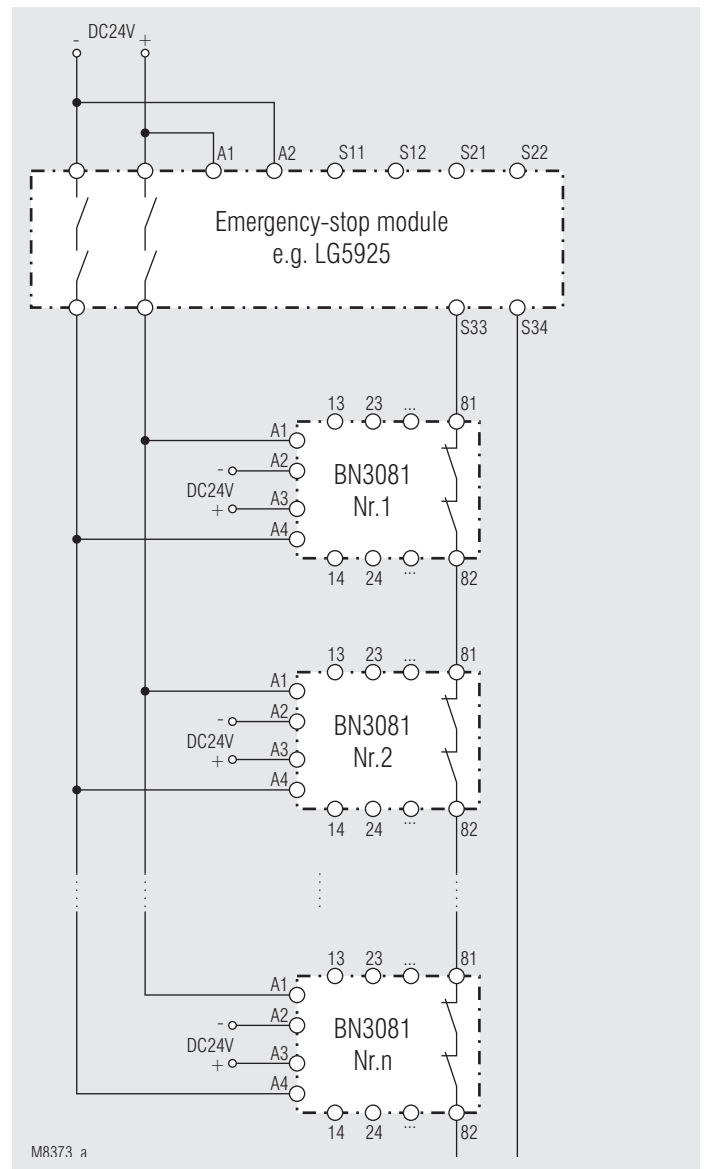 - DC24V +
A1 A2 S11 S12 S21 S22
Emergency-stop module
e.g. LG5925
S33 S34
13 23 ... 81
A1
- A2
DC24V
+ A3
A4
BN3081
Nr.1
14 24 ... 82
13 23 ... 81
A1
- A2
DC24V
+ A3
A4
BN3081
Nr.2
14 24 ... 82
13 23 ... 81
A1
- A2
DC24V
+ A3
A4
BN3081
Nr.n
14 24 ... 82
M8373_a